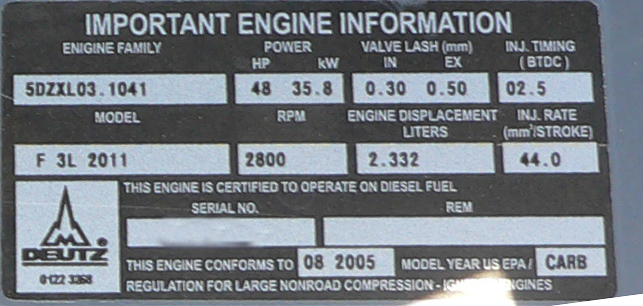 IMPORTANT ENGINE INFORMATION
ENIGINE FAMILY POWER VALVE LASH (mm) INJ. TIMING
HP kW IN EX (BTDC)
5DZXL03.1041 48 35.8 0.30 0.50 02.5
MODEL RPM ENGINE DISPLACEMENT INJ. RATE
LITERS (mm³/STROKE)
F 3L 2011 2800 2.332 44.0
THIS ENGINE IS CERTIFIED TO OPERATE ON DIESEL FUEL
SERIAL NO. REM
DEUTZ ®
0122 3368
THIS ENGINE CONFORMS TO 08 2005 MODEL YEAR US EPA / CARB
REGULATION FOR LARGE NONROAD COMPRESSION - ENGINES